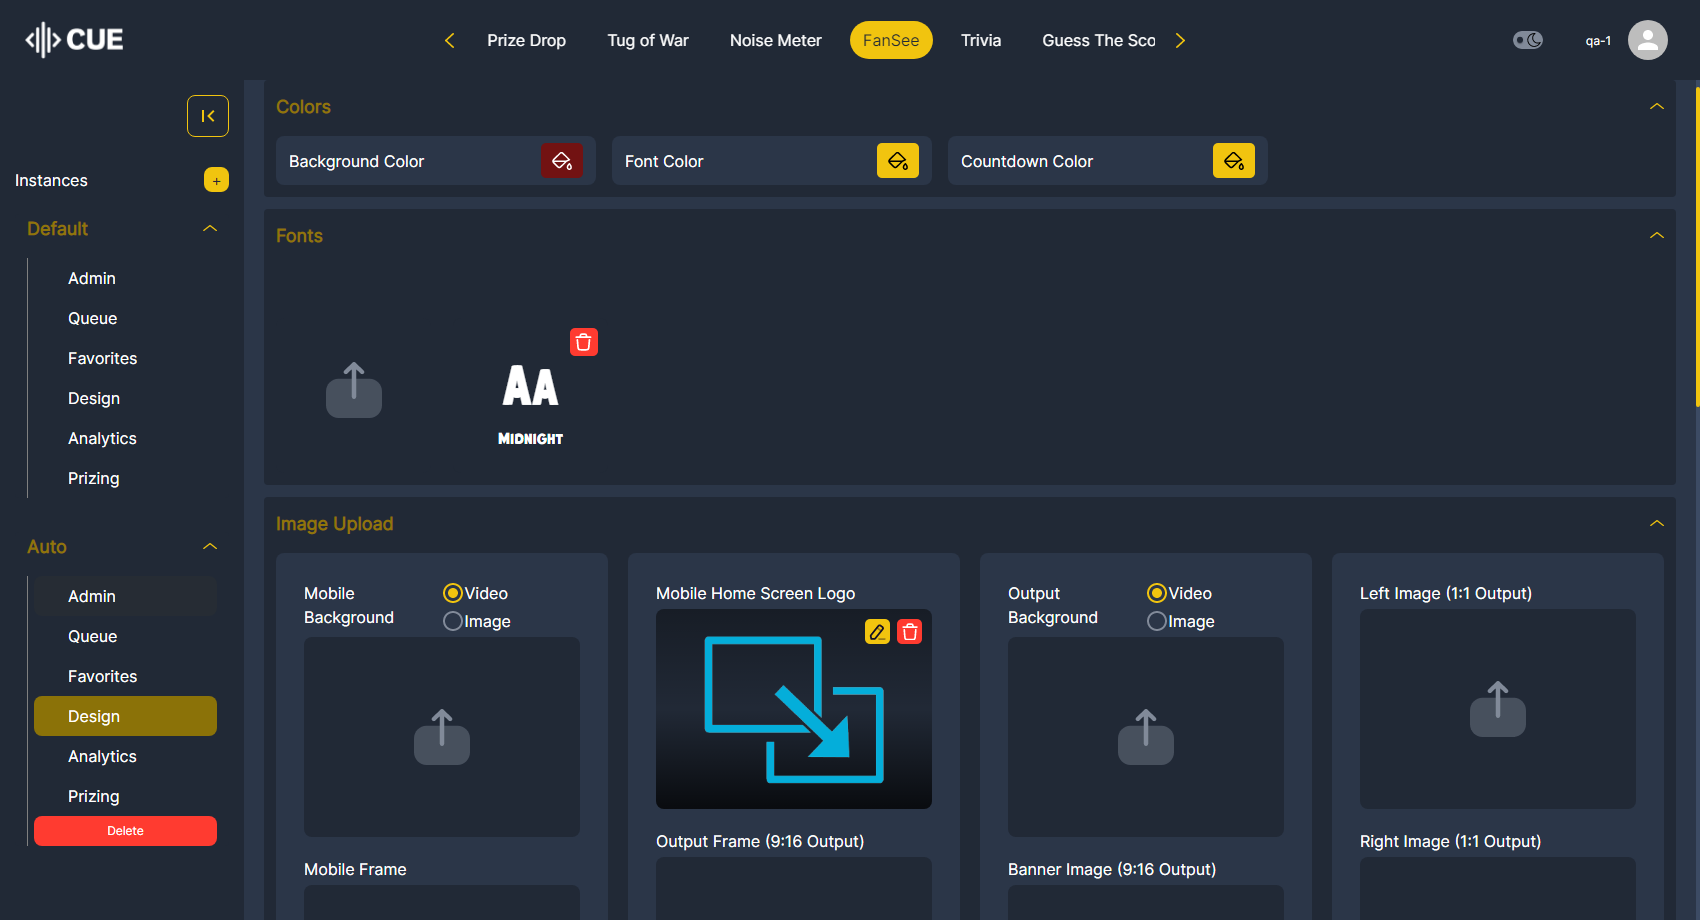 CUE
Prize Drop
Tug of War
Noise Meter
FanSee
Trivia
Guess The Sco
qa-1
Instances
+
Default
Admin
Queue
Favorites
Design
Analytics
Prizing
Auto
Admin
Queue
Favorites
Design
Analytics
Prizing
Delete
Colors
Background Color
Font Color
Countdown Color
Fonts
AA
MIDNIGHT
Image Upload
Mobile
Background
Video
Image
Mobile Home Screen Logo
Output
Background
Video
Image
Left Image (1:1 Output)
Mobile Frame
Output Frame (9:16 Output)
Banner Image (9:16 Output)
Right Image (1:1 Output)